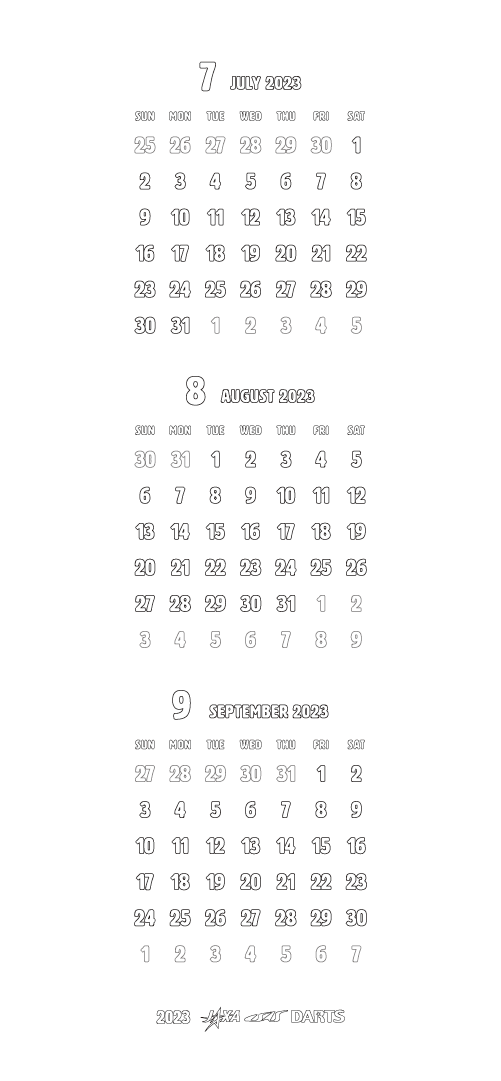 7 JULY 2023
SUN MON TUE WED THU FRI SAT
25 26 27 28 29 30 1
2 3 4 5 6 7 8
9 10 11 12 13 14 15
16 17 18 19 20 21 22
23 24 25 26 27 28 29
30 31 1 2 3 4 5
8 AUGUST 2023
SUN MON TUE WED THU FRI SAT
30 31 1 2 3 4 5
6 7 8 9 10 11 12
13 14 15 16 17 18 19
20 21 22 23 24 25 26
27 28 29 30 31 1 2
3 4 5 6 7 8 9
9 SEPTEMBER 2023
SUN MON TUE WED THU FRI SAT
27 28 29 30 31 1 2
3 4 5 6 7 8 9
10 11 12 13 14 15 16
17 18 19 20 21 22 23
24 25 26 27 28 29 30
1 2 3 4 5 6 7
2023 JAXA DARTS